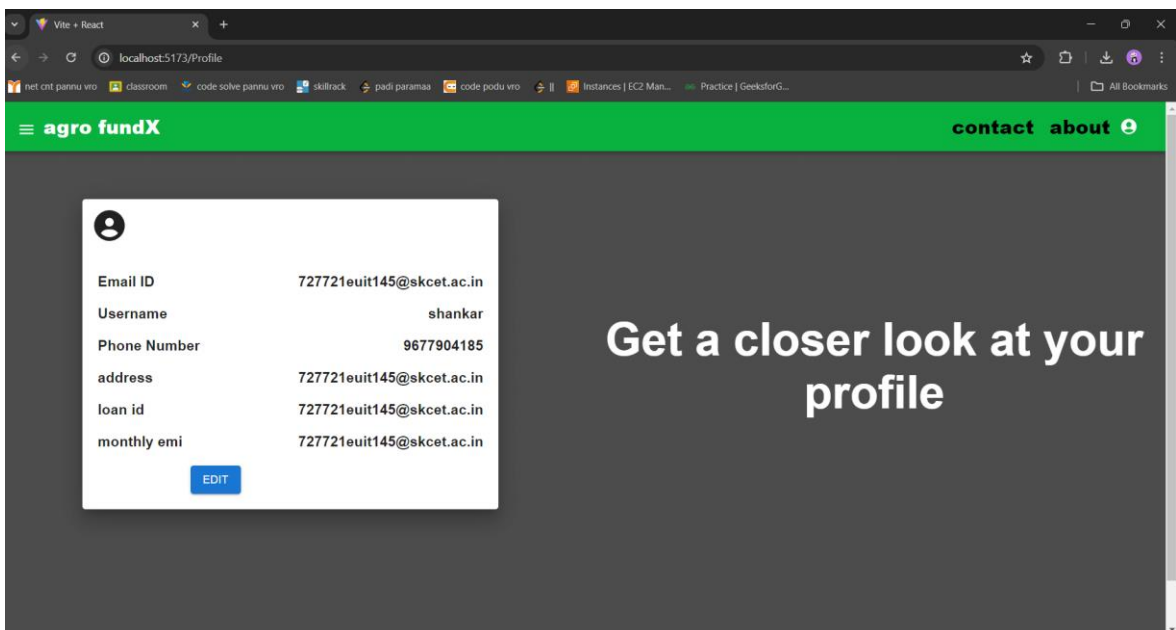 Vite + React
localhost:5173/Profile
net cnt pannu vro classroom code solve pannu vro skillrack padi paramaa code podu vro || Instances | EC2 Man... Practice | GeeksforG... All Bookmarks
agro fundX contact about
Email ID 727721euit145@skcet.ac.in
Username shankar
Phone Number 9677904185
address 727721euit145@skcet.ac.in
loan id 727721euit145@skcet.ac.in
monthly emi 727721euit145@skcet.ac.in
EDIT
Get a closer look at your
profile